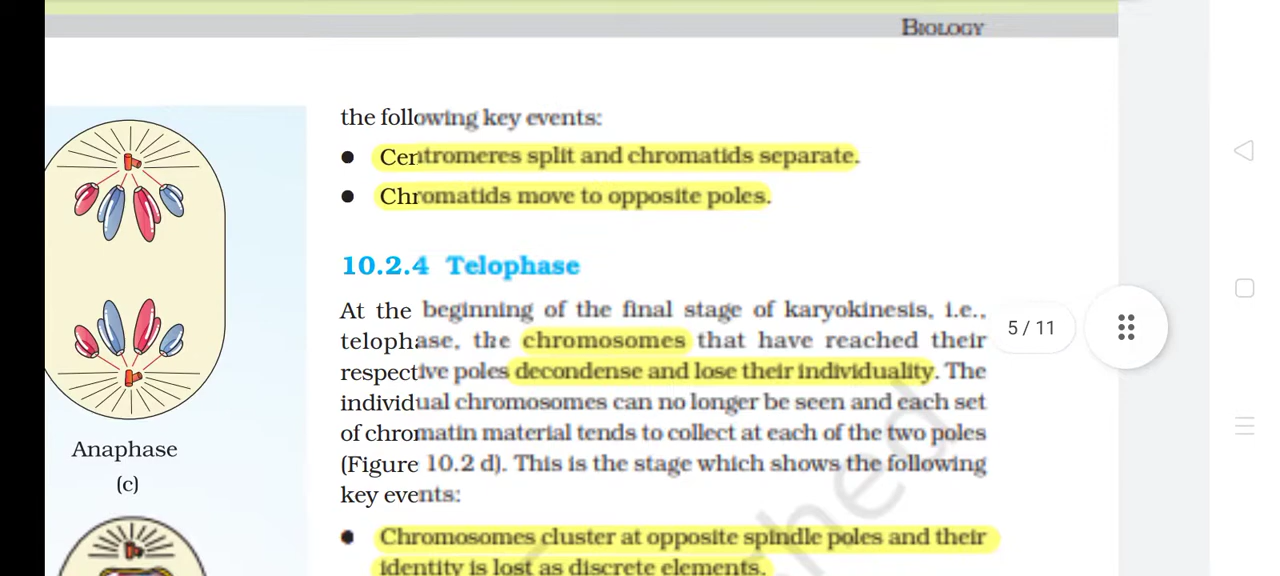 BIOLOGY
the following key events:
● Centromeres split and chromatids separate.
● Chromatids move to opposite poles.
10.2.4 Telophase
At the beginning of the final stage of karyokinesis, i.e.,
telophase, the chromosomes that have reached their
respective poles decondense and lose their individuality. The
individual chromosomes can no longer be seen and each set
of chromatin material tends to collect at each of the two poles
(Figure 10.2 d). This is the stage which shows the following
key events:
● Chromosomes cluster at opposite spindle poles and their
identity is lost as discrete elements.
Anaphase
(c)
5 / 11